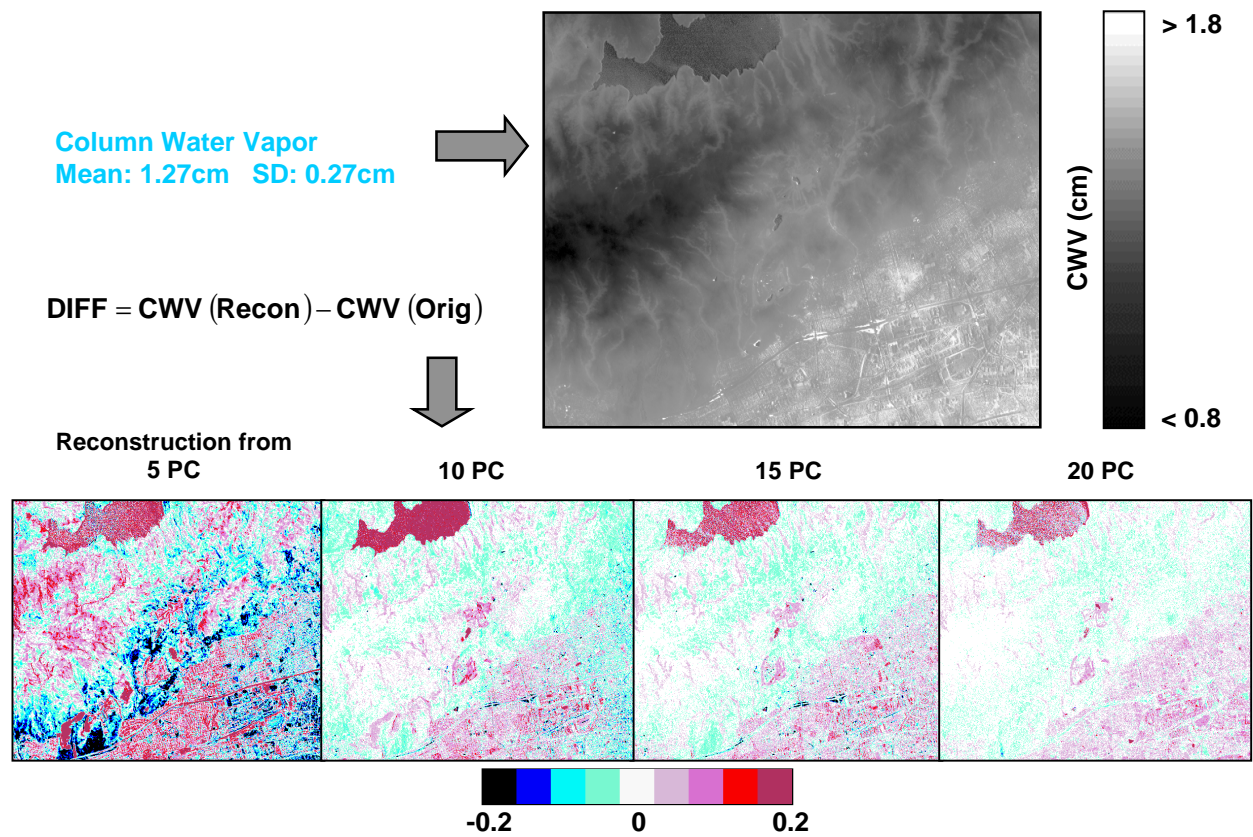 Column Water Vapor
Mean: 1.27cm SD: 0.27cm
> 1.8
CWV (cm)
< 0.8
DIFF = CWV (Recon) – CWV (Orig)
Reconstruction from
5 PC
10 PC
15 PC
20 PC
-0.2
0
0.2